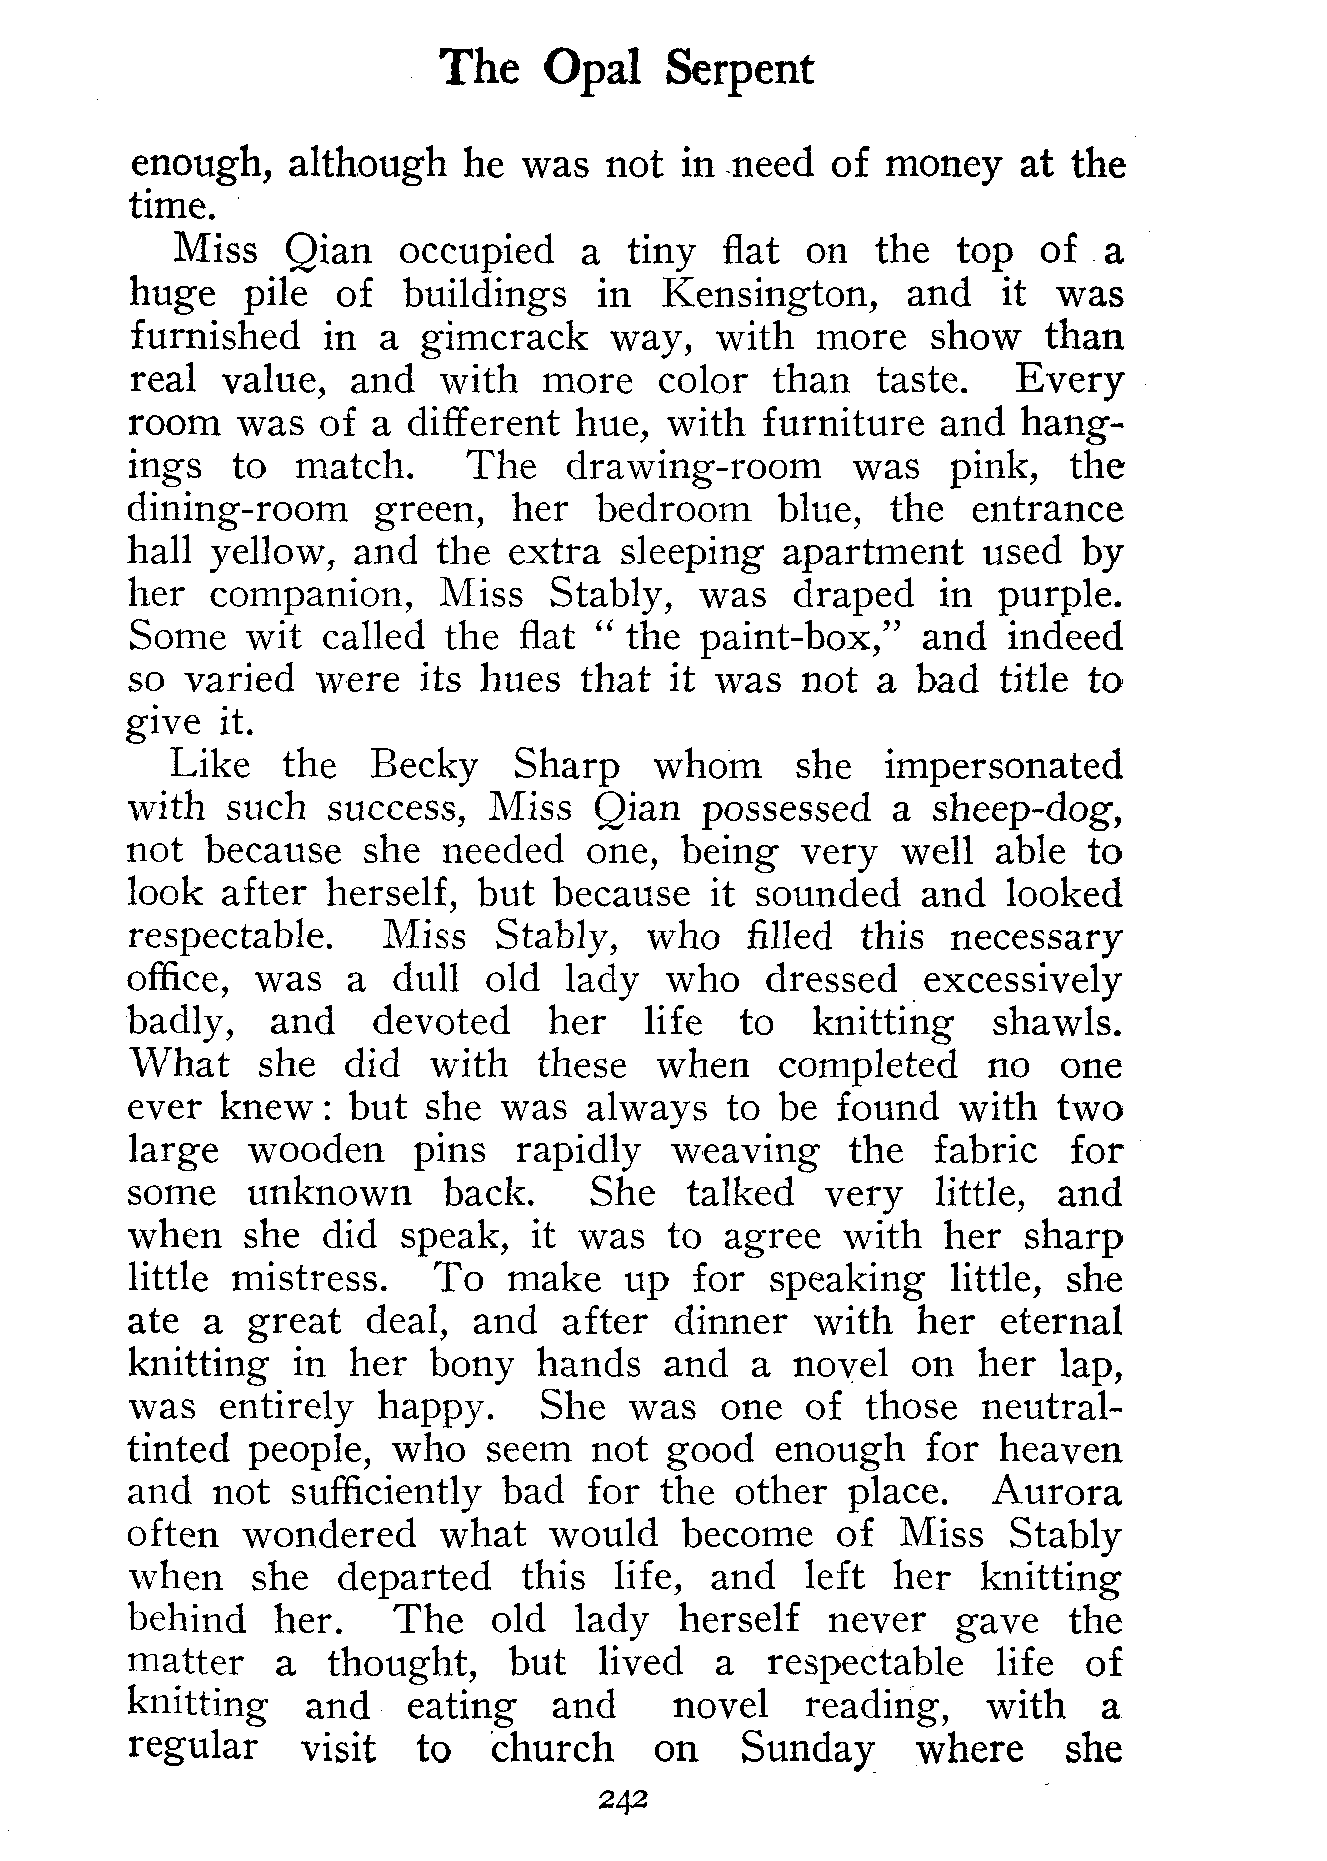 The Opal Serpent
enough, although he was not in need of money at the
time.
Miss Qian occupied a tiny flat on the top of a
huge pile of buildings in Kensington, and it was
furnished in a gimcrack way, with more show than
real value, and with more color than taste. Every
room was of a different hue, with furniture and hang-
ings to match. The drawing-room was pink, the
dining-room green, her bedroom blue, the entrance
hall yellow, and the extra sleeping apartment used by
her companion, Miss Stably, was draped in purple.
Some wit called the flat “ the paint-box,” and indeed
so varied were its hues that it was not a bad title to
give it.
Like the Becky Sharp whom she impersonated
with such success, Miss Qian possessed a sheep-dog,
not because she needed one, being very well able to
look after herself, but because it sounded and looked
respectable. Miss Stably, who filled this necessary
office, was a dull old lady who dressed excessively
badly, and devoted her life to knitting shawls.
What she did with these when completed no one
ever knew : but she was always to be found with two
large wooden pins rapidly weaving the fabric for
some unknown back. She talked very little, and
when she did speak, it was to agree with her sharp
little mistress. To make up for speaking little, she
ate a great deal, and after dinner with her eternal
knitting in her bony hands and a novel on her lap,
was entirely happy. She was one of those neutral-
tinted people, who seem not good enough for heaven
and not sufficiently bad for the other place. Aurora
often wondered what would become of Miss Stably
when she departed this life, and left her knitting
behind her. The old lady herself never gave the
matter a thought, but lived a respectable life of
knitting and eating and novel reading, with a
regular visit to church on Sunday where she
242